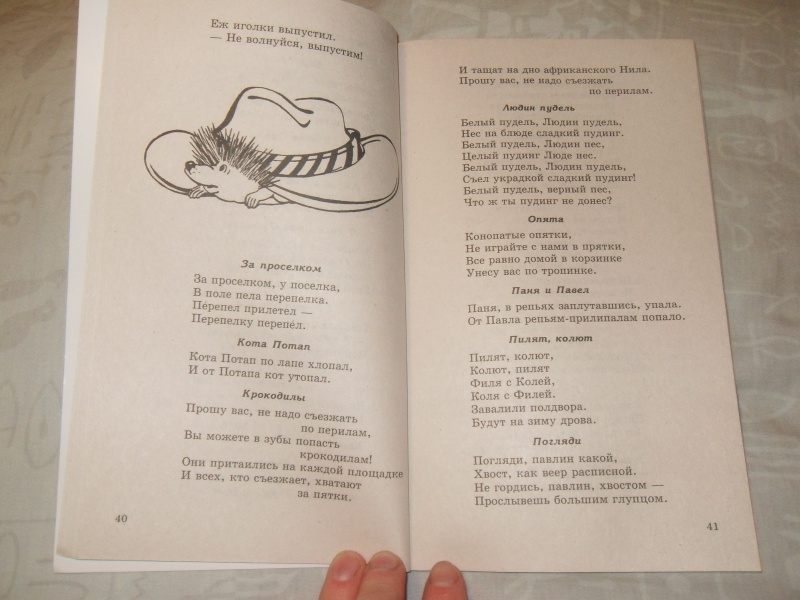 Еж иголки выпустил.
— Не волнуйся, выпустим!
За проселком
За проселком, у поселка,
В поле пела перепелка.
Перепел прилетел —
Перепелку перепе́л.
Кота Потап
Кота Потап по лапе хлопал,
И от Потапа кот утопал.
Крокодилы
Прошу вас, не надо съезжать
по перилам,
Вы можете в зубы попасть
крокодилам!
Они притаились на каждой площадке
И всех, кто съезжает, хватают
за пятки.
40
И тащат на дно африканского Нила.
Прошу вас, не надо съезжать
по перилам.
Людин пудель
Белый пудель, Людин пудель,
Нес на блюде сладкий пудинг.
Белый пудель, Людин пес,
Целый пудинг Люде нес.
Белый пудель, Людин пудель,
Съел украдкой сладкий пудинг!
Белый пудель, верный пес,
Что ж ты пудинг не донес?
Опята
Конопатые опятки,
Не играйте с нами в прятки,
Все равно домой в корзинке
Унесу вас по тропинке.
Паня и Павел
Паня, в репьях заплутавшись, упала.
От Павла репьям-прилипалам попало.
Пилят, колют
Пилят, колют,
Колют, пилят
Филя с Колей,
Коля с Филей.
Завалили полдвора.
Будут на зиму дрова.
Погляди
Погляди, павлин какой,
Хвост, как веер расписной.
Не гордись, павлин, хвостом —
Прослывешь большим глупцом.
41